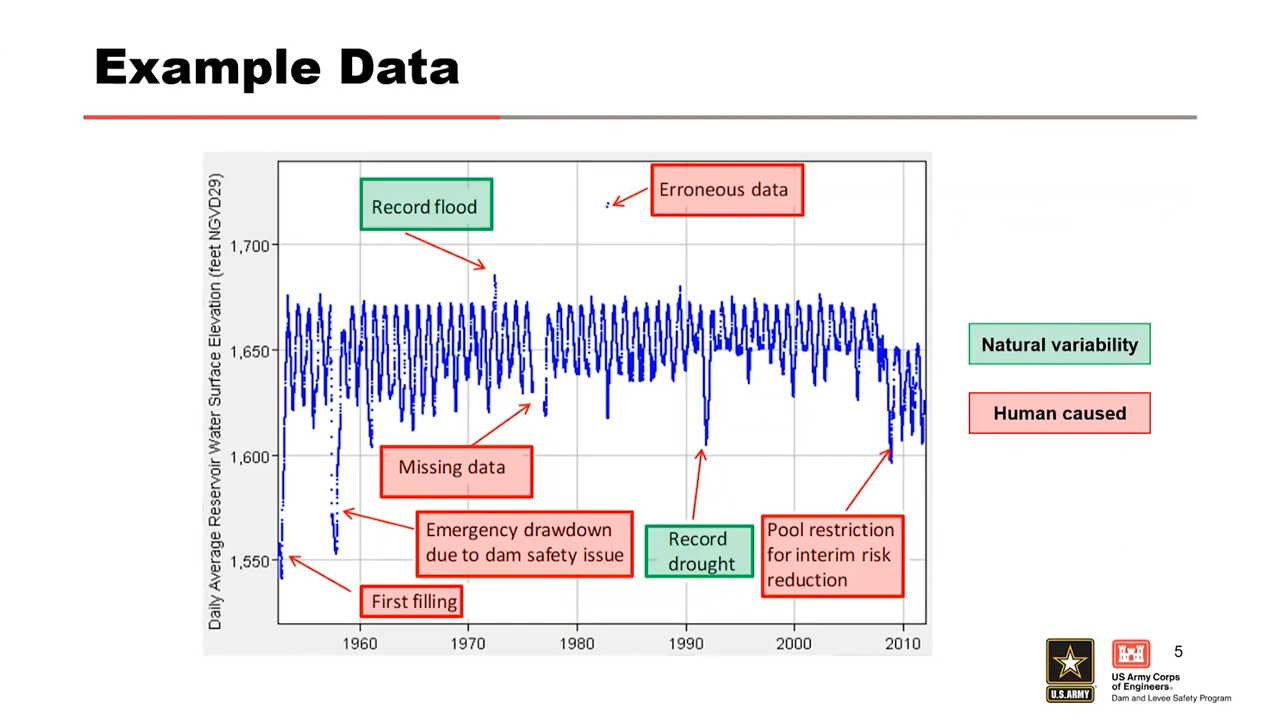 Example Data
Daily Average Reservoir Water Surface Elevation (feet NGVD29)
1,700
1,650
1,600
1,550
1960
1970
1980
1990
2000
2010
Record flood
Erroneous data
Missing data
Emergency drawdown
due to dam safety issue
First filling
Record
drought
Pool restriction
for interim risk
reduction
Natural variability
Human caused
U.S.ARMY
US Army Corps
of Engineers®
Dam and Levee Safety Program
5